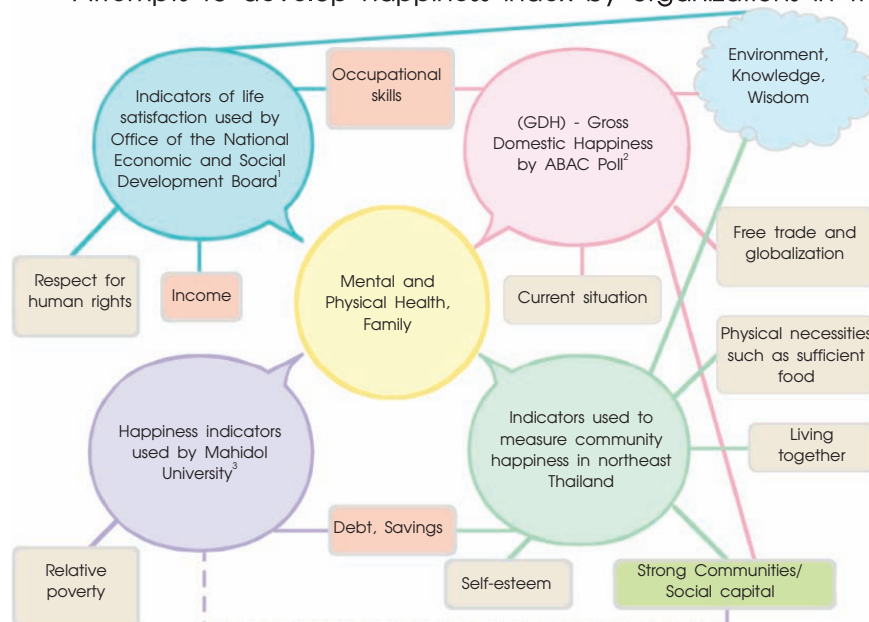 Occupational
skills
Environment,
Knowledge,
Wisdom
Indicators of life
satisfaction used by
Office of the National
Economic and Social
Development Board1
(GDH) - Gross
Domestic Happiness
by ABAC Poll2
Free trade and
globalization
Respect for
human rights
Income
Mental and
Physical Health,
Family
Current situation
Physical necessities
such as sufficient
food
Happiness indicators
used by Mahidol
University3
Indicators used to
measure community
happiness in northeast
Thailand
Living
together
Debt, Savings
Relative
poverty
Self-esteem
Strong Communities/
Social capital